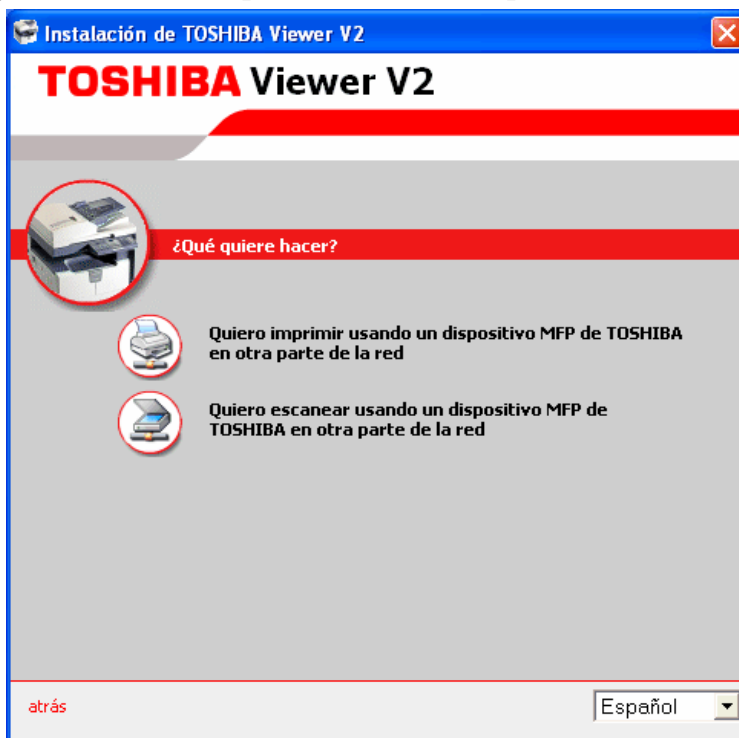 Instalación de TOSHIBA Viewer V2
TOSHIBA Viewer V2
¿Qué quiere hacer?
Quiero imprimir usando un dispositivo MFP de TOSHIBA
en otra parte de la red
Quiero escanear usando un dispositivo MFP de
TOSHIBA en otra parte de la red
atrás
Español